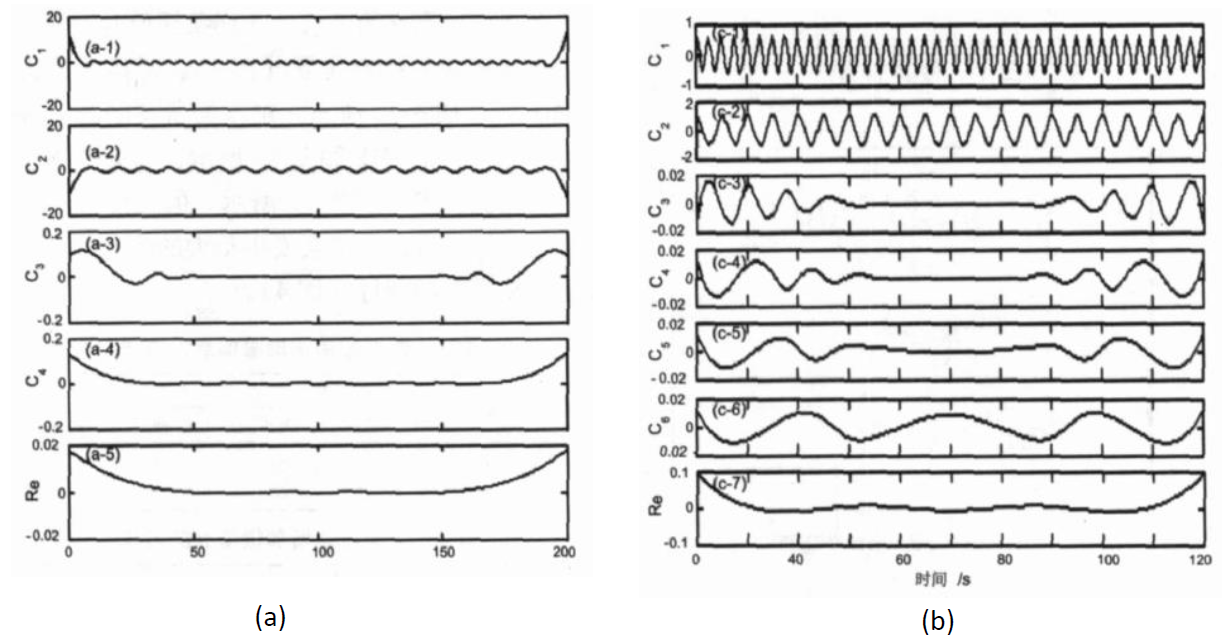 20
(a-1)
C1
0
-20
20
(a-2)
C2
0
-20
0.2
(a-3)
C3
0
-0.2
0.2
(a-4)
C4
0
-0.2
0.02
(a-5)
Re
0
-0.02
0 50 100 150 200
(a)
1
(c-1)
C1
0
-1
2
(c-2)
C2
0
-2
0.02
(c-3)
C3
0
-0.02
0.02
(c-4)
C4
0
-0.02
0.02
(c-5)
C5
0
-0.02
0.02
(c-6)
C6
0
0.02
0.1
(c-7)
Re
0
-0.1
0 20 40 60 80 100 120
时间 /s
(b)